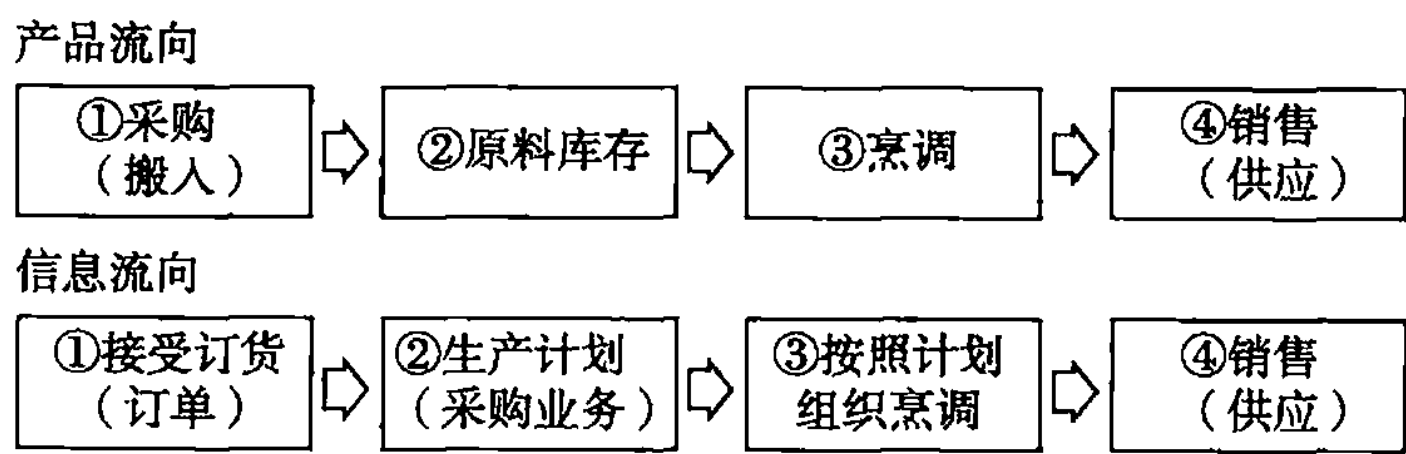 产品流向
①采购
（搬入）
②原料库存
③烹调
④销售
（供应）
信息流向
①接受订货
（订单）
②生产计划
（采购业务）
③按照计划
组织烹调
④销售
（供应）